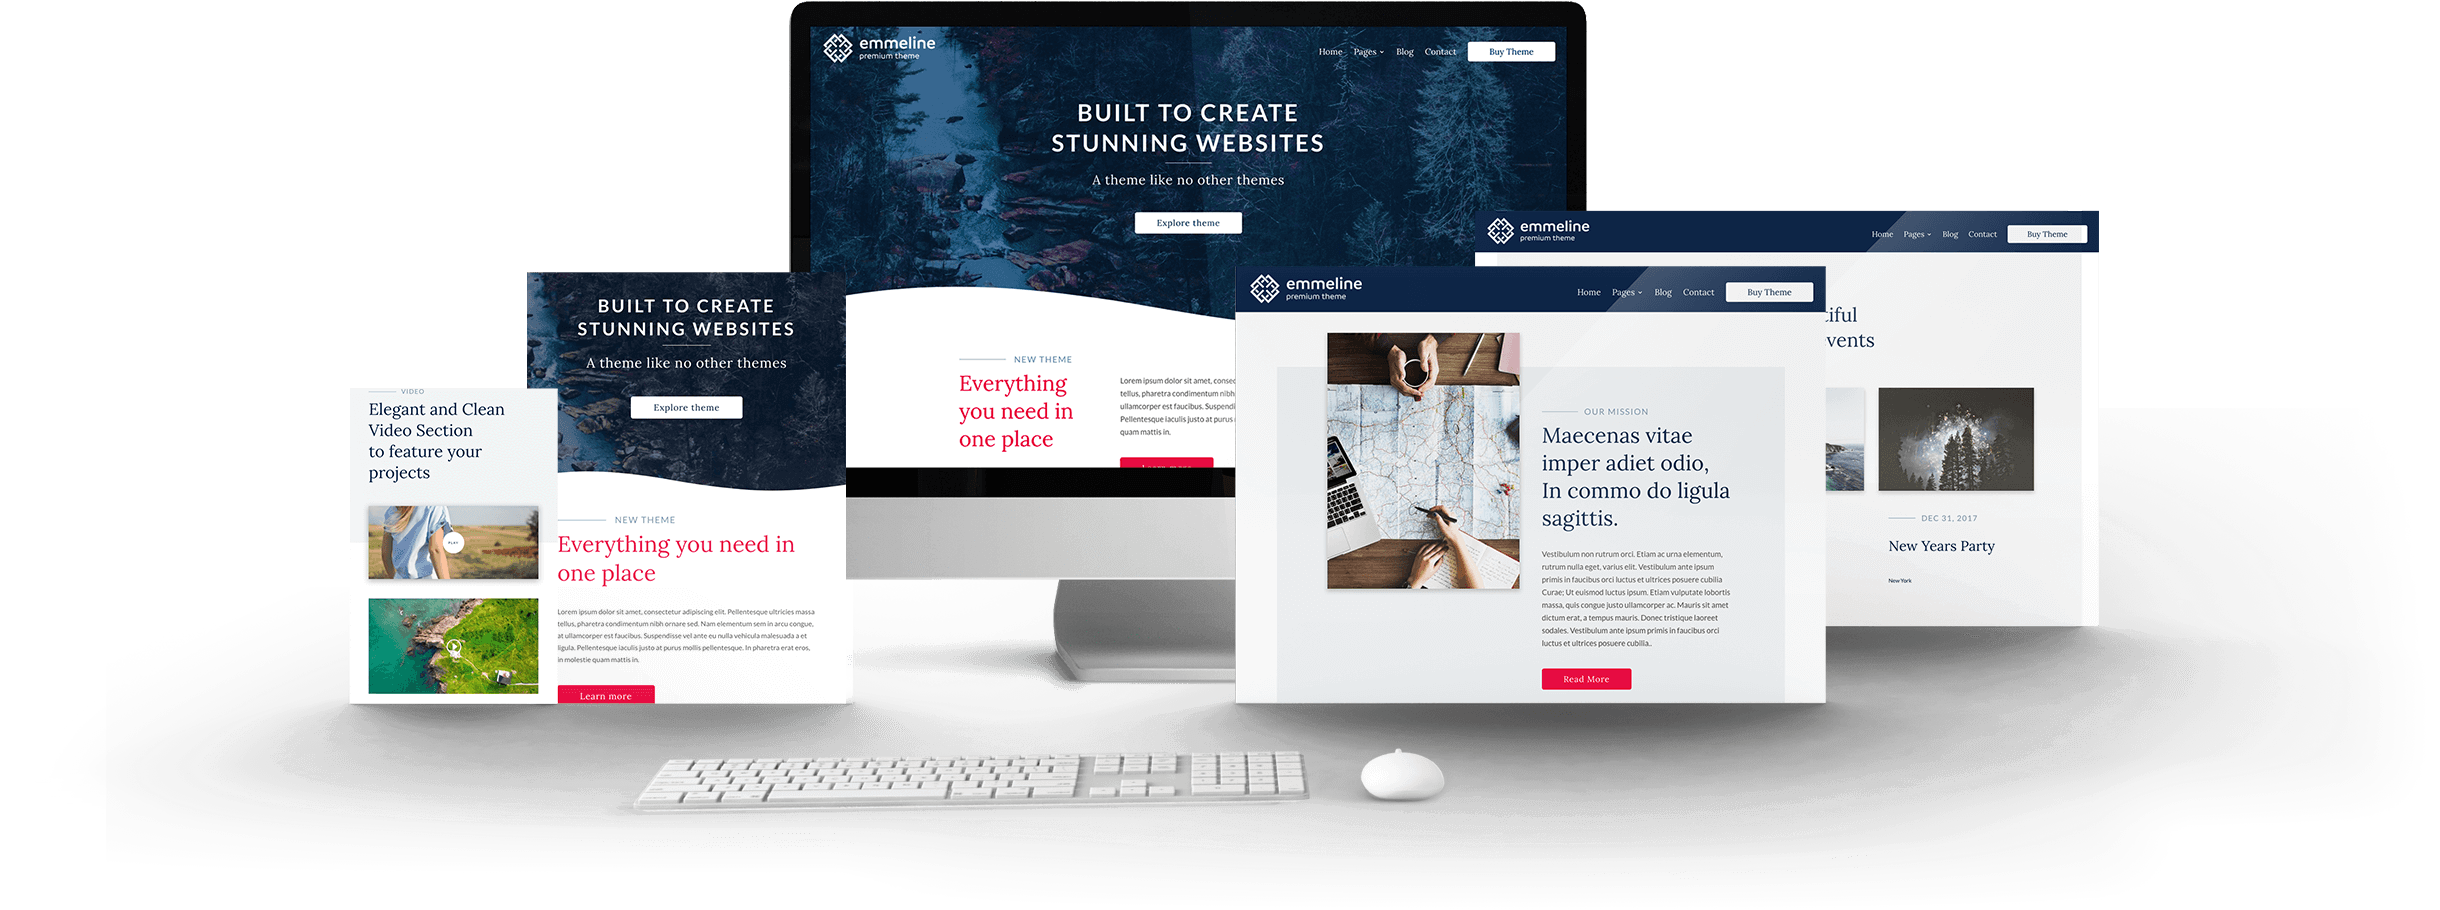 emmeline
premium theme
Home Pages Blog Contact Buy Theme
BUILT TO CREATE
STUNNING WEBSITES
A theme like no other themes
Explore theme
NEW THEME
Everything
you need in
one place
Lorem ipsum dolor sit amet,
tellus, pharetra condimentum nibh
ullamcorper est faucibus.
Pellentesque iaculis justo at purus
quam mattis in.
BUILT TO CREATE
STUNNING WEBSITES
A theme like no other themes
Explore theme
NEW THEME
Everything you need in
one place
Lorem ipsum dolor sit amet, consectetur adipiscing elit. Pellentesque ultricies massa
tellus, pharetra condimentum nibh ornare sed. Nam elementum sem in arcu congue,
at ullamcorper est faucibus. Suspendisse vel ante eu nulla vehicula malesuada a et
ligula. Pellentesque iaculis justo at purus mollis pellentesque. In pharetra erat eros,
in molestie quam mattis in.
Learn more
VIDEO
Elegant and Clean
Video Section
to feature your
projects
PLAY
emmeline
premium theme
Home Pages Blog Contact Buy Theme
OUR MISSION
Maecenas vitae
imper adiet odio,
In commo do ligula
sagittis.
Vestibulum non rutrum orci. Etiam ac urna elementum,
rutrum nulla eget, varius elit. Vestibulum ante ipsum
primis in faucibus orci luctus et ultrices posuere cubilia
Curae; Ut euismod luctus ipsum. Etiam vulputate lobortis
massa, quis congue justo ullamcorper ac. Mauris sit amet
dictum erat, a tempus mauris. Donec tristique laoreet
sodales. Vestibulum ante ipsum primis in faucibus orci
luctus et ultrices posuere cubilia..
Read More
emmeline
premium theme
Home Pages Blog Contact Buy Theme
tiful
vents
DEC 31, 2017
New Years Party
New York